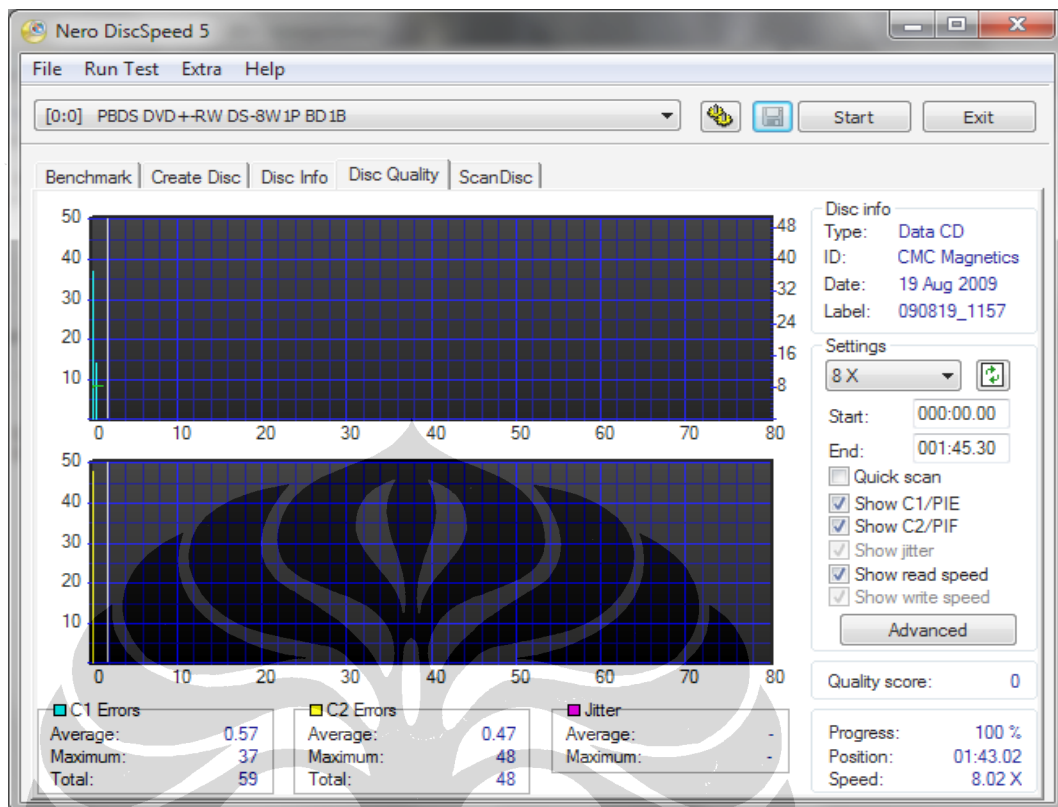 Nero DiscSpeed 5
File Run Test Extra Help
[0:0] PBDS DVD+-RW DS-8W1P BD1B
Start Exit
Benchmark Create Disc Disc Info Disc Quality ScanDisc
50
40
30
20
10
48
40
32
24
16
8
0 10 20 30 40 50 60 70 80
50
40
30
20
10
0 10 20 30 40 50 60 70 80
C1 Errors
Average: 0.57
Maximum: 37
Total: 59
C2 Errors
Average: 0.47
Maximum: 48
Total: 48
Jitter
Average: -
Maximum: -
Disc info
Type: Data CD
ID: CMC Magnetics
Date: 19 Aug 2009
Label: 090819_1157
Settings
8 X
Start: 000:00.00
End: 001:45.30
Quick scan
Show C1/PIE
Show C2/PIF
Show jitter
Show read speed
Show write speed
Advanced
Quality score: 0
Progress: 100 %
Position: 01:43.02
Speed: 8.02 X